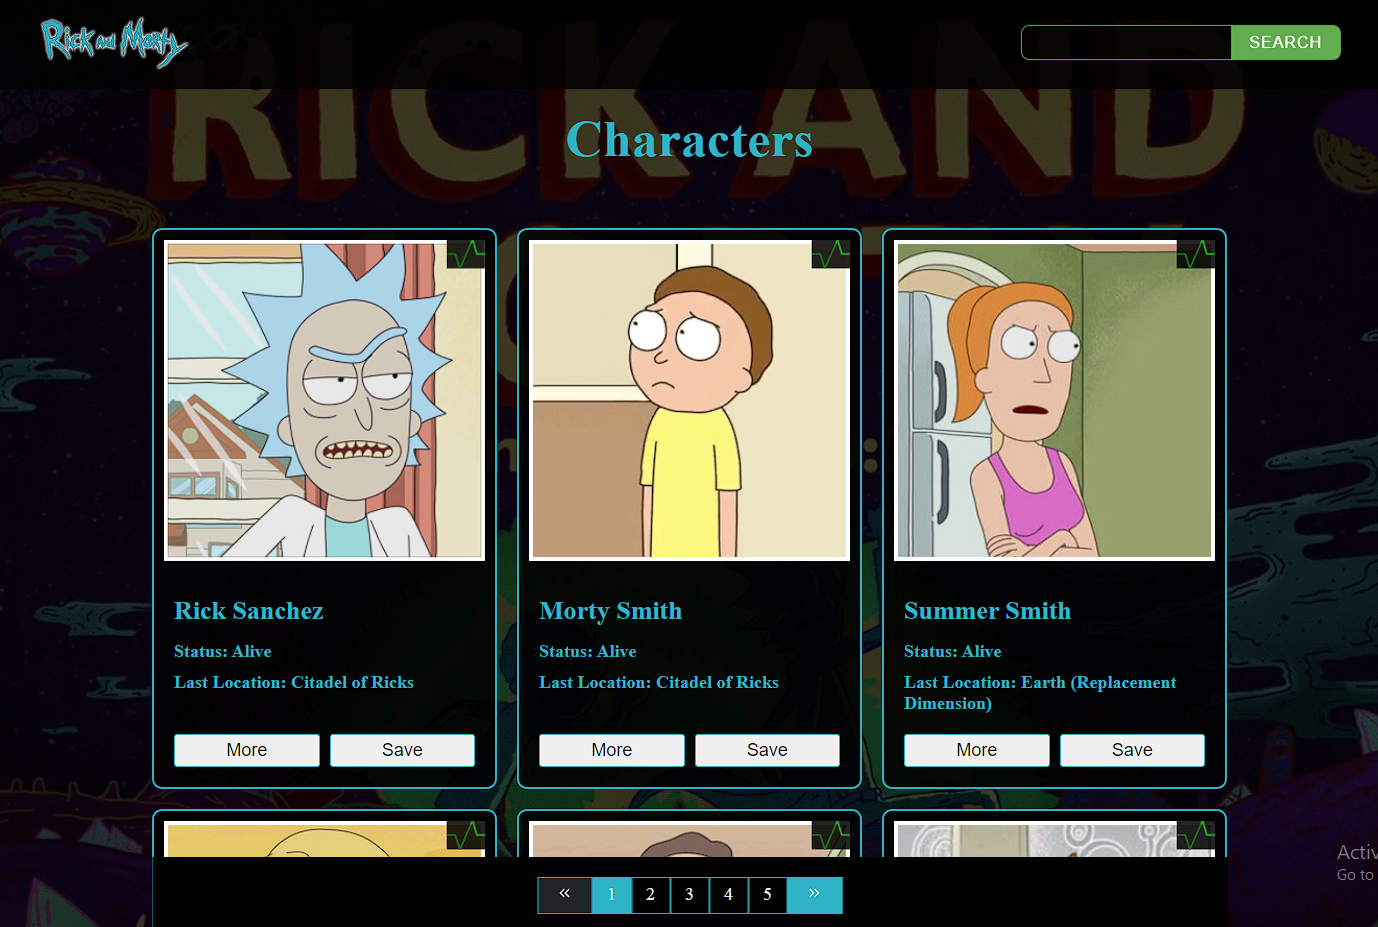 Rick and Morty
SEARCH
RICK AND
Characters
Rick Sanchez
Status: Alive
Last Location: Citadel of Ricks
More
Save
Morty Smith
Status: Alive
Last Location: Citadel of Ricks
More
Save
Summer Smith
Status: Alive
Last Location: Earth (Replacement
Dimension)
More
Save
« 1 2 3 4 5 »
Activ
Go to